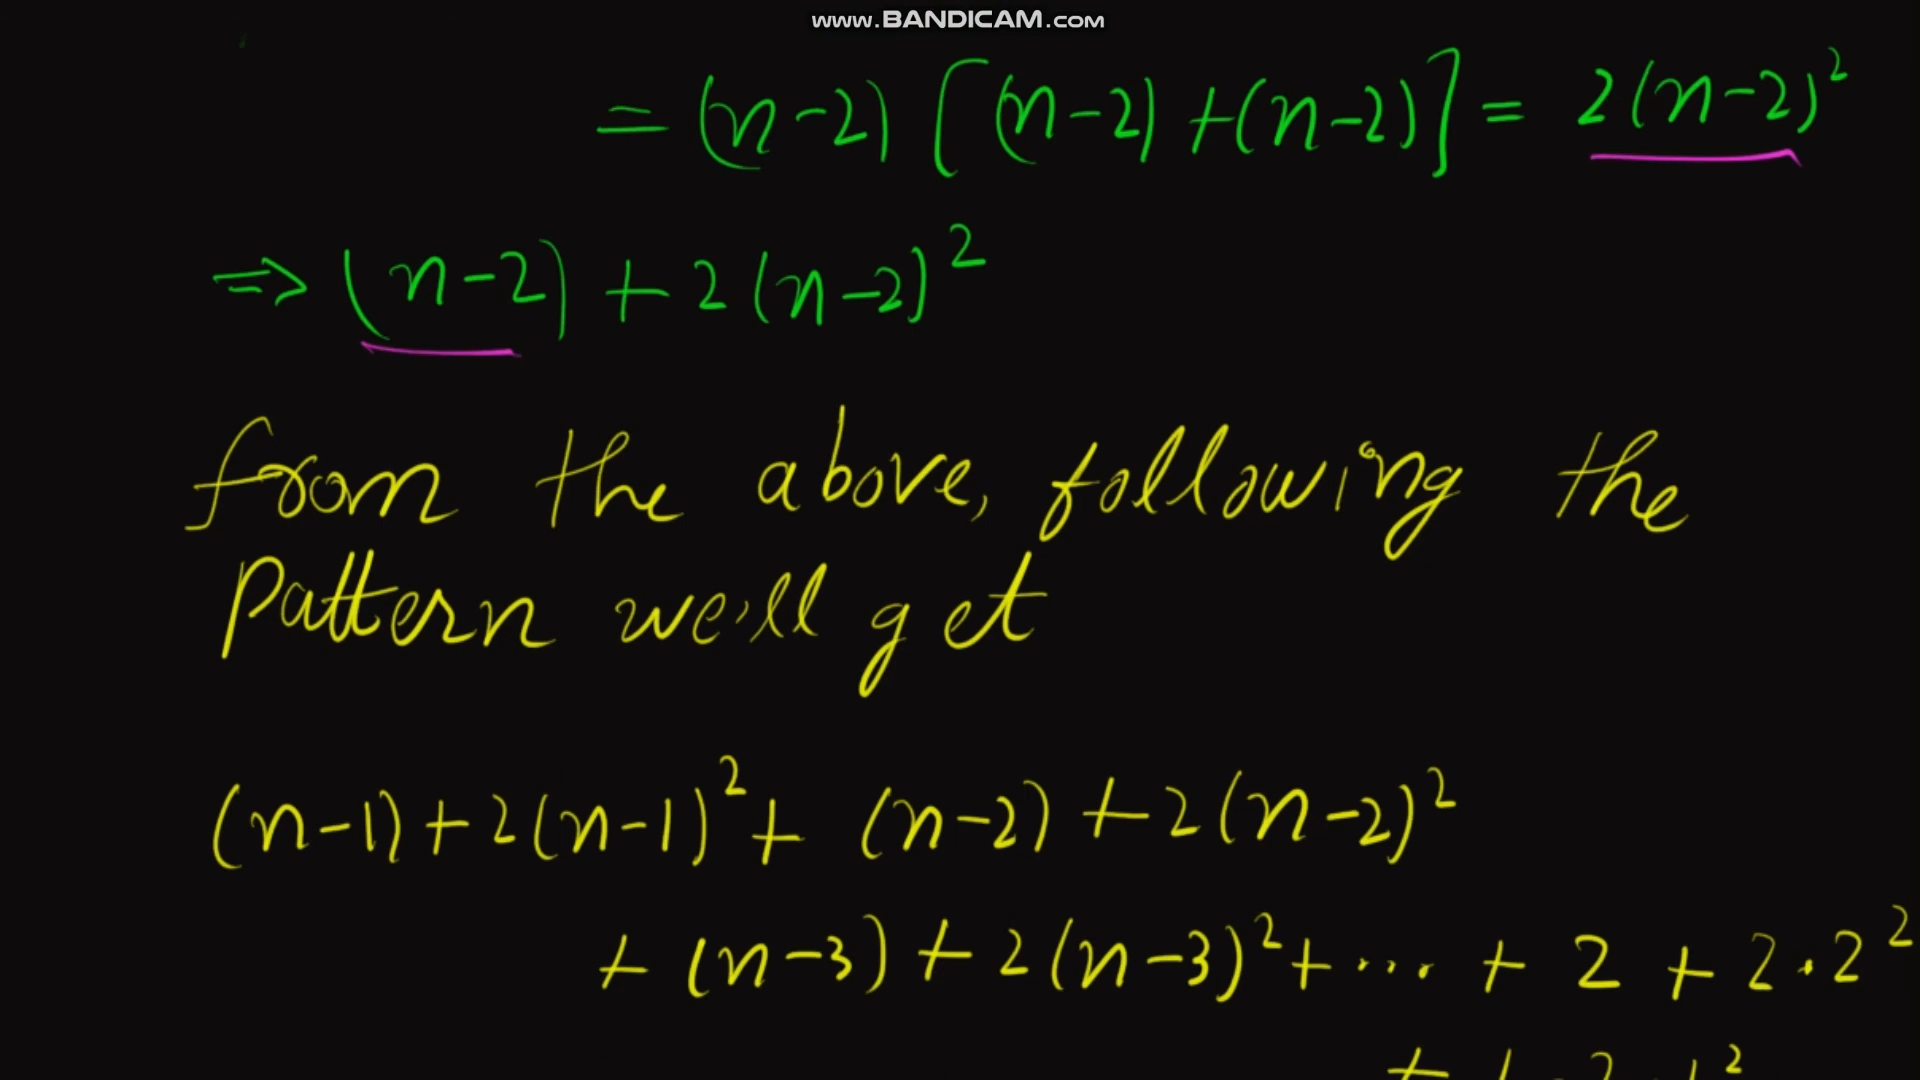 www.BANDICAM.com
= (n-2) [(n-2) + (n-2)] = 2(n-2)²
⇒ (n-2) + 2(n-2)²
from the above, following the
pattern we'll get
(n-1) + 2(n-1)² + (n-2) + 2(n-2)²
+ (n-3) + 2(n-3)² + ... + 2 + 2.2²